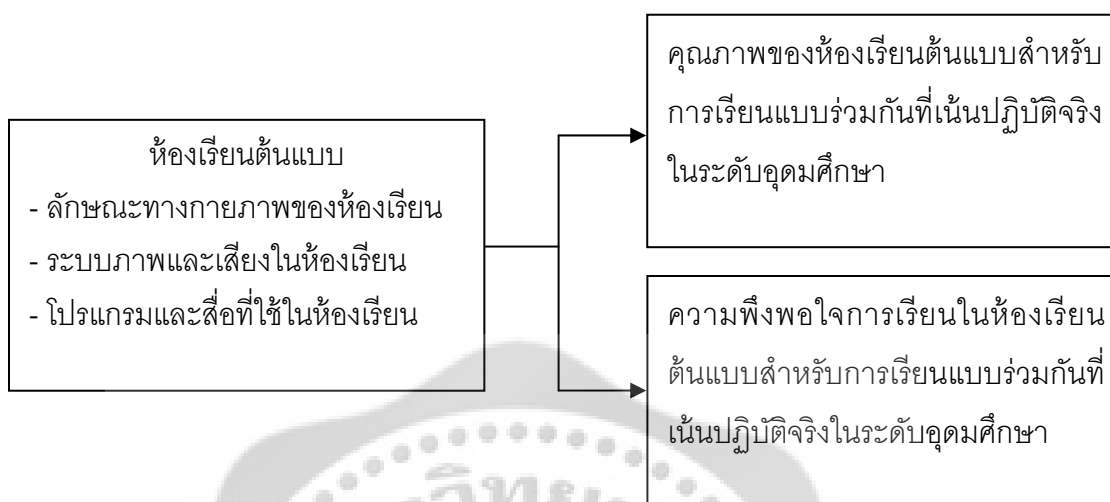 ห้องเรียนต้นแบบ
- ลักษณะทางกายภาพของห้องเรียน
- ระบบภาพและเสียงในห้องเรียน
- โปรแกรมและสื่อที่ใช้ในห้องเรียน
คุณภาพของห้องเรียนต้นแบบสำหรับ
การเรียนแบบร่วมกันที่เน้นปฏิบัติจริง
ในระดับอุดมศึกษา
ความพึงพอใจการเรียนในห้องเรียน
ต้นแบบสำหรับการเรียนแบบร่วมกันที่
เน้นปฏิบัติจริงในระดับอุดมศึกษา